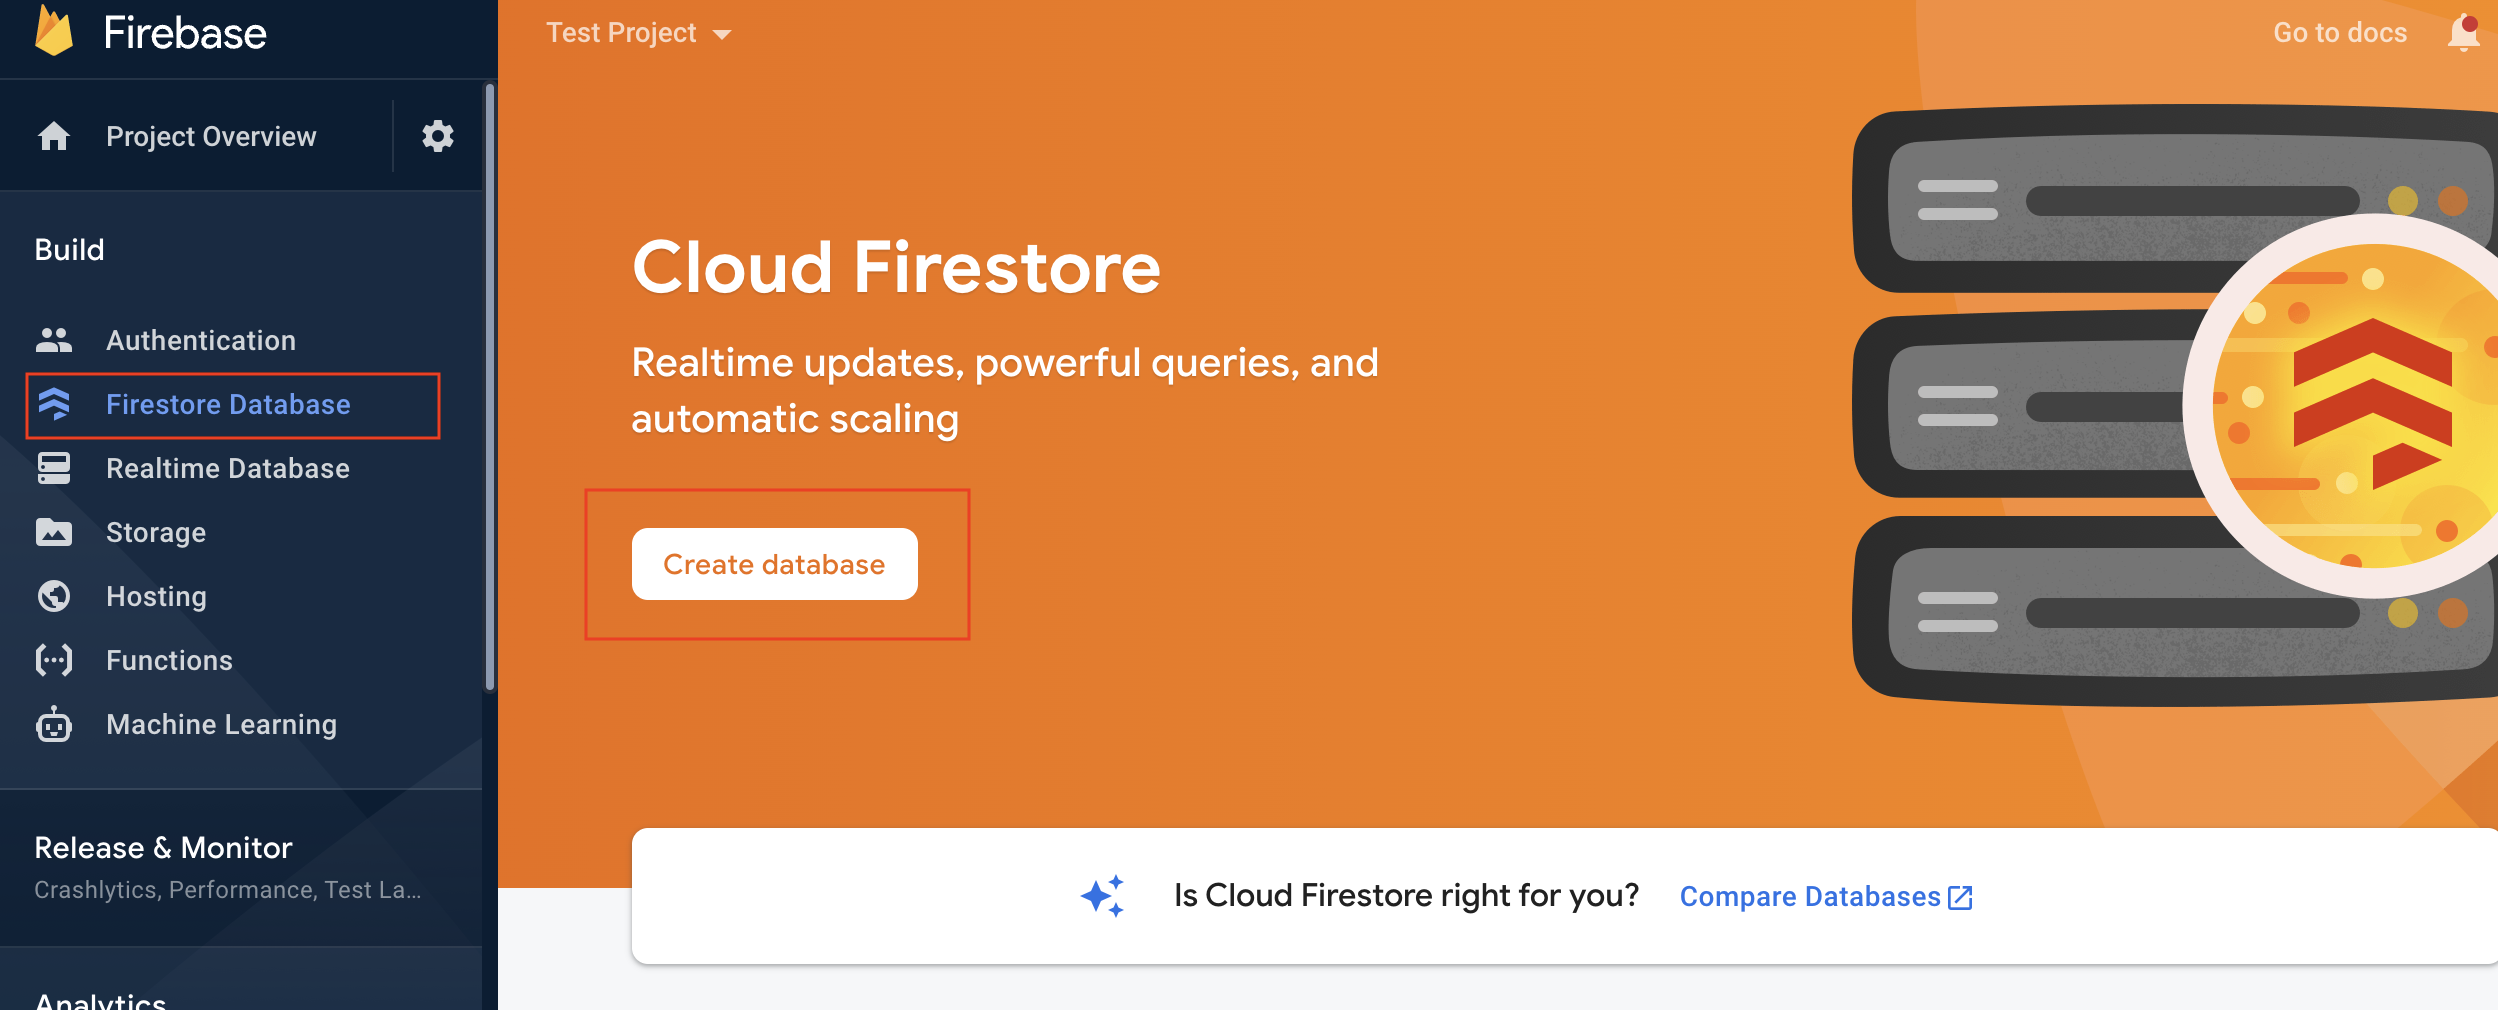 Firebase
Project Overview
Build
Authentication
Firestore Database
Realtime Database
Storage
Hosting
Functions
Machine Learning
Release & Monitor
Crashlytics, Performance, Test La...
Analytics
Test Project
Go to docs
Cloud Firestore
Realtime updates, powerful queries, and
automatic scaling
Create database
Is Cloud Firestore right for you? Compare Databases